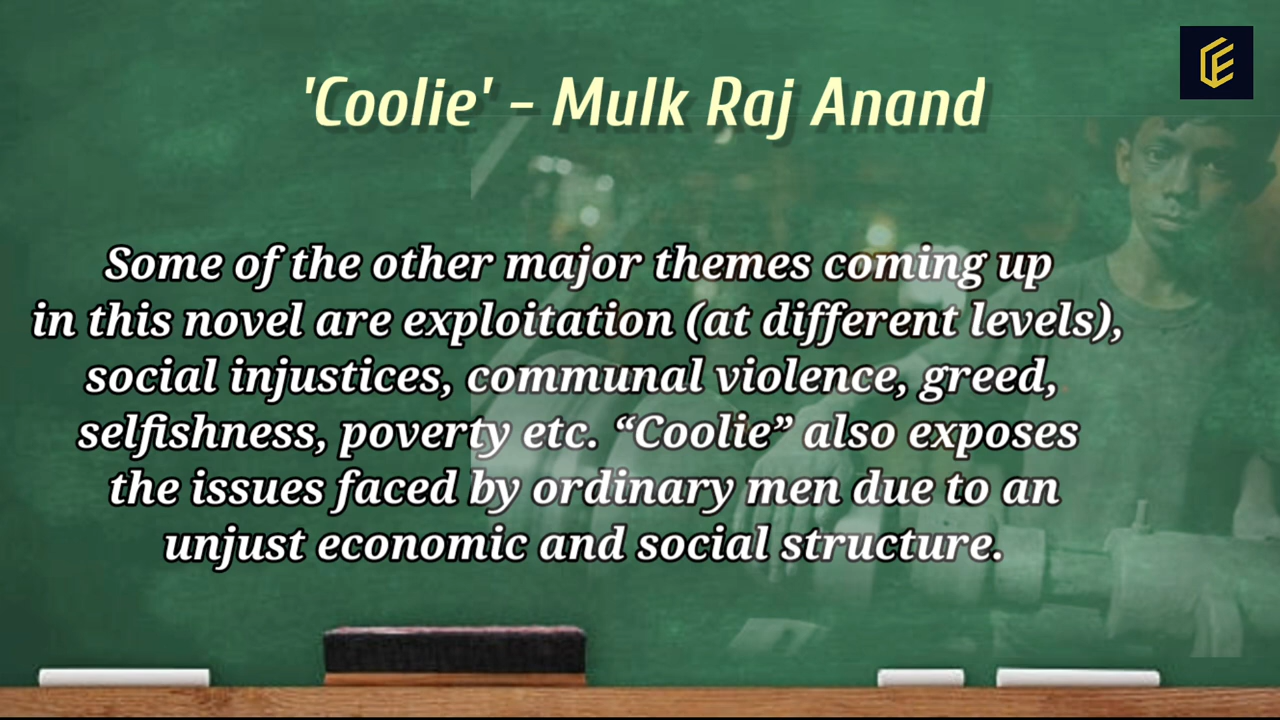 'Coolie' - Mulk Raj Anand
Some of the other major themes coming up
in this novel are exploitation (at different levels),
social injustices, communal violence, greed,
selfishness, poverty etc. “Coolie” also exposes
the issues faced by ordinary men due to an
unjust economic and social structure.